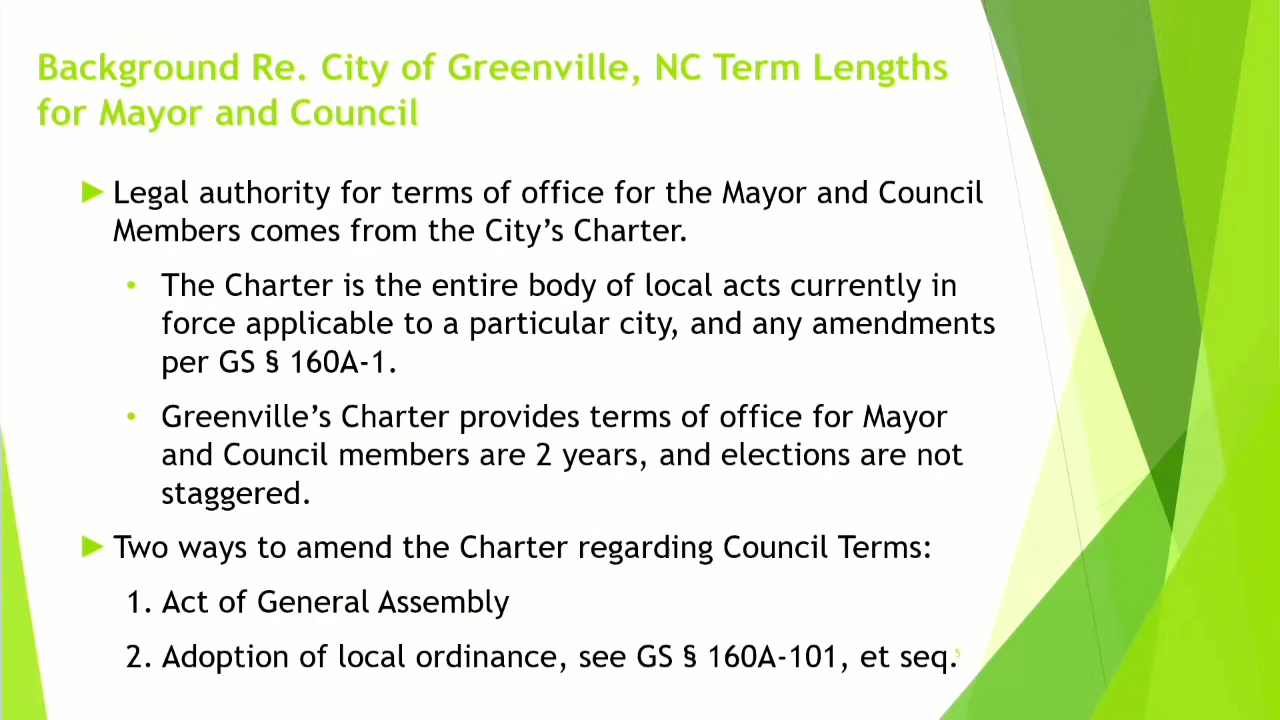 Background Re. City of Greenville, NC Term Lengths
for Mayor and Council
Legal authority for terms of office for the Mayor and Council
Members comes from the City’s Charter.
• The Charter is the entire body of local acts currently in
force applicable to a particular city, and any amendments
per GS § 160A-1.
• Greenville’s Charter provides terms of office for Mayor
and Council members are 2 years, and elections are not
staggered.
Two ways to amend the Charter regarding Council Terms:
1. Act of General Assembly
2. Adoption of local ordinance, see GS § 160A-101, et seq.
5